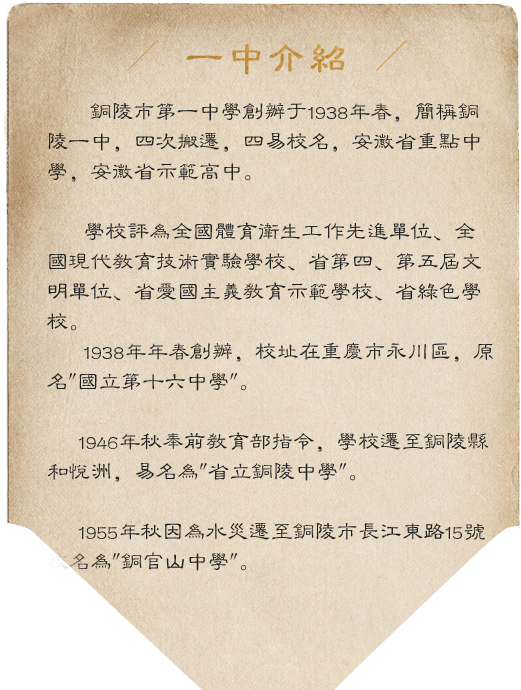 一中介紹
銅陵市第一中學創辦于1938年春，簡稱銅
陵一中，四次搬遷，四易校名，安徽省重點中
學，安徽省示範高中。
學校評為全國體育衛生工作先進單位、全
國現代教育技術實驗學校、省第四、第五屆文
明單位、省愛國主義教育示範學校、省綠色學
校。
1938年年春創辦，校址在重慶市永川區，原
名"國立第十六中學"。
1946年秋奉前教育部指令，學校遷至銅陵縣
和悅洲，易名為"省立銅陵中學"。
1955年秋因為水災遷至銅陵市長江東路15號
校名為"銅官山中學"。